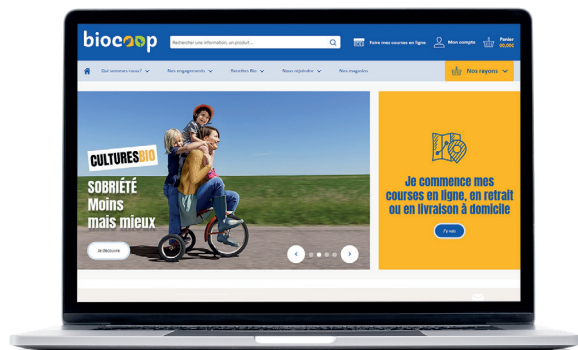 biocoop
Rechercher une information, un produit ...
Faire mes courses en ligne
Mon compte
Panier
00,00€
Qui sommes-nous?
Nos engagements
Recettes Bio
Nous rejoindre
Nos magasins
Nos rayons
CULTURESBIO
SOBRIÉTÉ
Moins
mais mieux
Je découvre
Je commence mes
courses en ligne, en retrait
ou en livraison à domicile
J'y vais